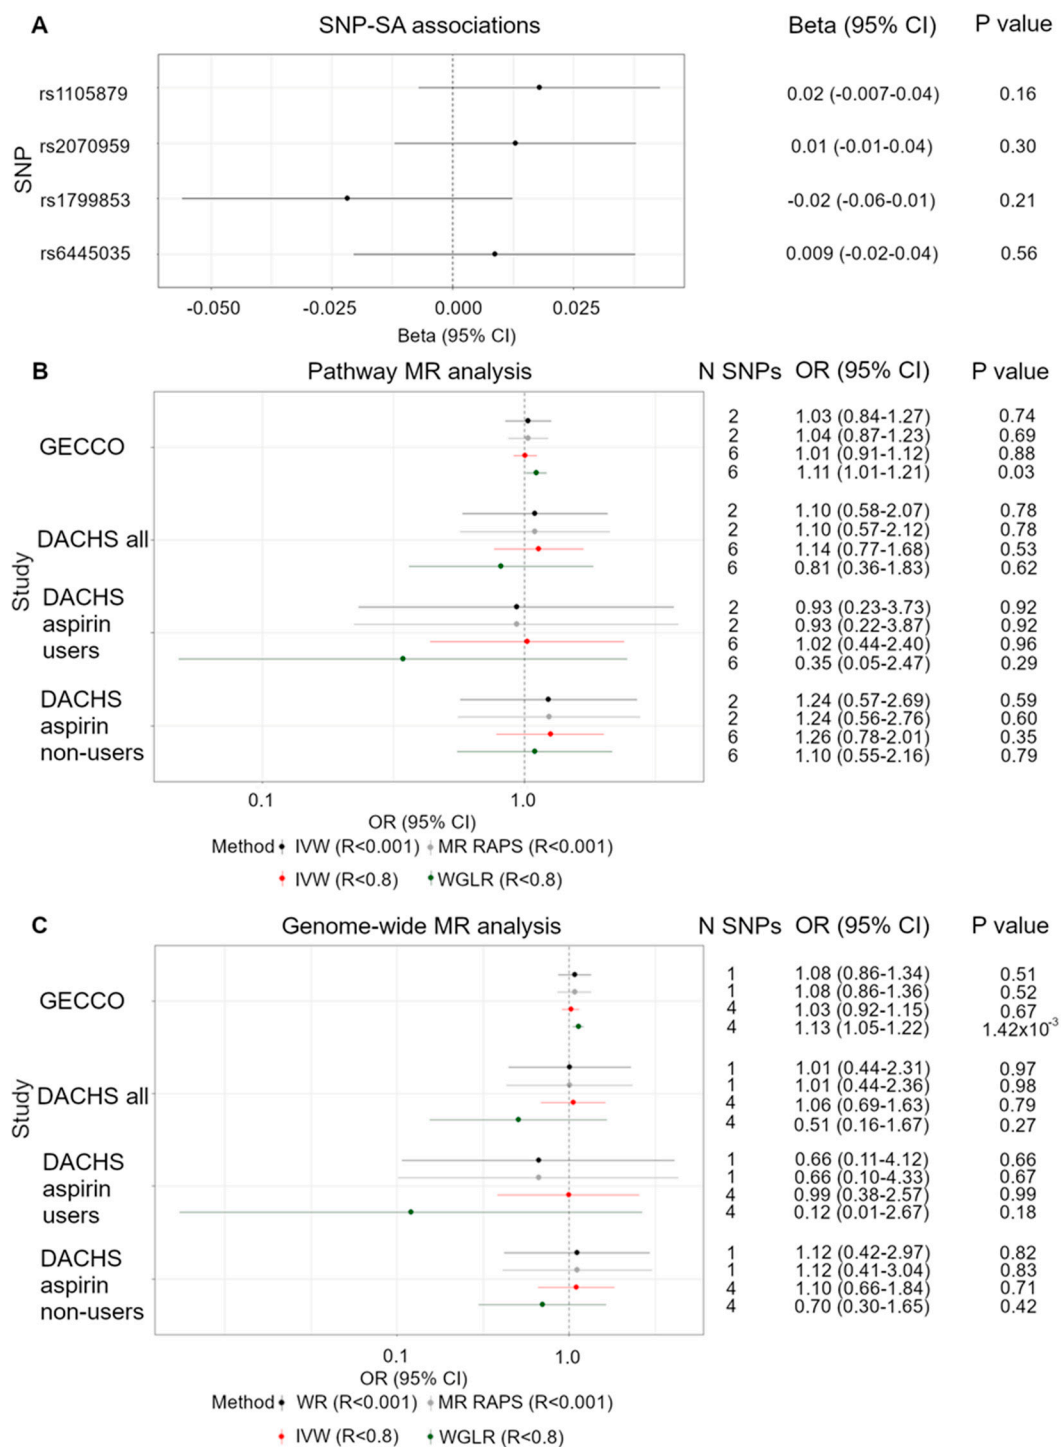 A SNP-SA associations Beta (95% CI) P value
SNP
rs1105879 0.02 (-0.007-0.04) 0.16
rs2070959 0.01 (-0.01-0.04) 0.30
rs1799853 -0.02 (-0.06-0.01) 0.21
rs6445035 0.009 (-0.02-0.04) 0.56
-0.050 -0.025 0.000 0.025
Beta (95% CI)
B Pathway MR analysis N SNPs OR (95% CI) P value
Study
GECCO
2 1.03 (0.84-1.27) 0.74
2 1.04 (0.87-1.23) 0.69
6 1.01 (0.91-1.12) 0.88
6 1.11 (1.01-1.21) 0.03
DACHS all
2 1.10 (0.58-2.07) 0.78
2 1.10 (0.57-2.12) 0.78
6 1.14 (0.77-1.68) 0.53
6 0.81 (0.36-1.83) 0.62
DACHS
aspirin
users
2 0.93 (0.23-3.73) 0.92
2 0.93 (0.22-3.87) 0.92
6 1.02 (0.44-2.40) 0.96
6 0.35 (0.05-2.47) 0.29
DACHS
aspirin
non-users
2 1.24 (0.57-2.69) 0.59
2 1.24 (0.56-2.76) 0.60
6 1.26 (0.78-2.01) 0.35
6 1.10 (0.55-2.16) 0.79
0.1 1.0
OR (95% CI)
Method IVW (R<0.001) MR RAPS (R<0.001)
IVW (R<0.8) WGLR (R<0.8)
C Genome-wide MR analysis N SNPs OR (95% CI) P value
Study
GECCO
1 1.08 (0.86-1.34) 0.51
1 1.08 (0.86-1.36) 0.52
4 1.03 (0.92-1.15) 0.67
4 1.13 (1.05-1.22) 1.42x10⁻³
DACHS all
1 1.01 (0.44-2.31) 0.97
1 1.01 (0.44-2.36) 0.98
4 1.06 (0.69-1.63) 0.79
4 0.51 (0.16-1.67) 0.27
DACHS
aspirin
users
1 0.66 (0.11-4.12) 0.66
1 0.66 (0.10-4.33) 0.67
4 0.99 (0.38-2.57) 0.99
4 0.12 (0.01-2.67) 0.18
DACHS
aspirin
non-users
1 1.12 (0.42-2.97) 0.82
1 1.12 (0.41-3.04) 0.83
4 1.10 (0.66-1.84) 0.71
4 0.70 (0.30-1.65) 0.42
0.1 1.0
OR (95% CI)
Method WR (R<0.001) MR RAPS (R<0.001)
IVW (R<0.8) WGLR (R<0.8)